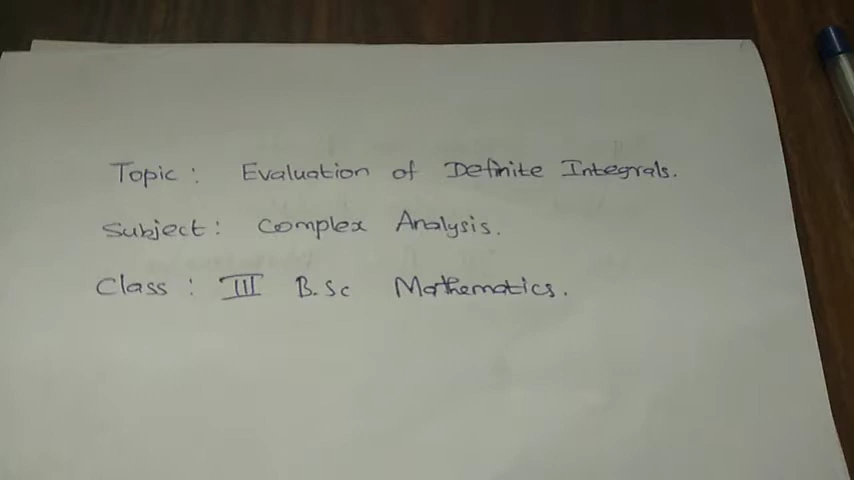 Topic: Evaluation of Definite Integrals.
Subject: Complex Analysis.
Class: III B.Sc Mathematics.